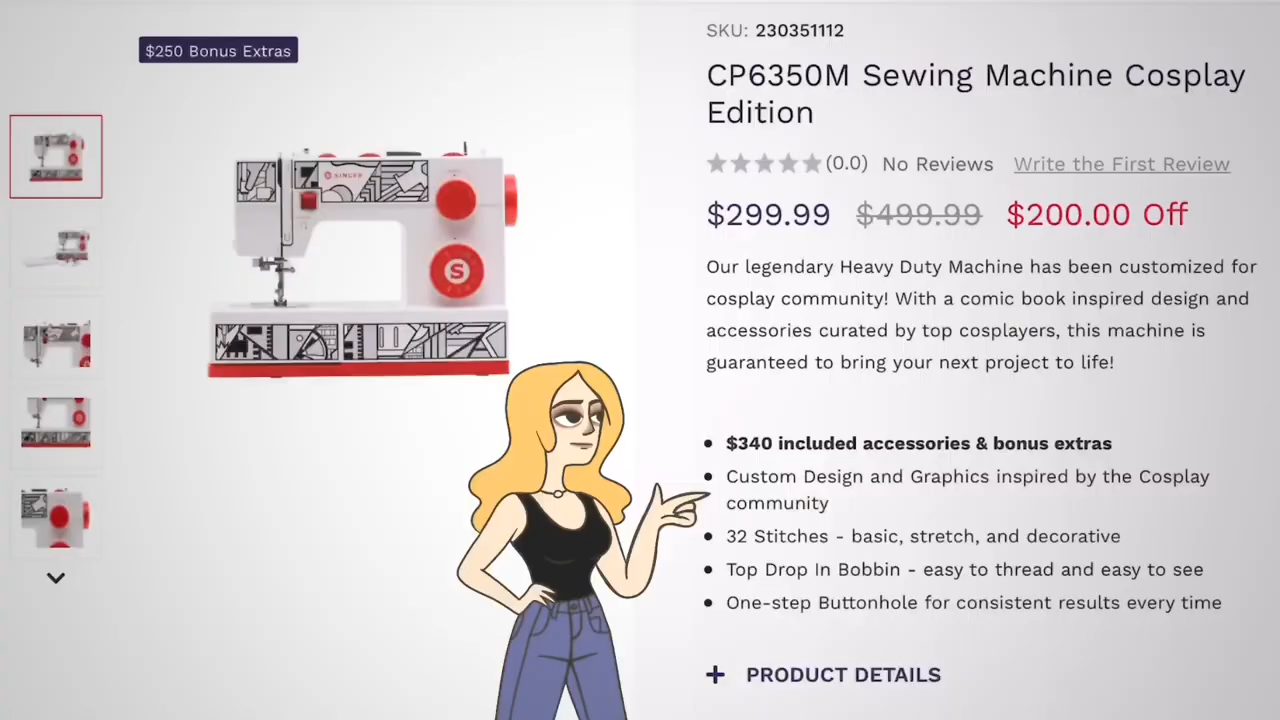 $250 Bonus Extras
SKU: 230351112
CP6350M Sewing Machine Cosplay
Edition
(0.0) No Reviews Write the First Review
$299.99 $499.99 $200.00 Off
Our legendary Heavy Duty Machine has been customized for
cosplay community! With a comic book inspired design and
accessories curated by top cosplayers, this machine is
guaranteed to bring your next project to life!
• $340 included accessories & bonus extras
• Custom Design and Graphics inspired by the Cosplay
community
• 32 Stitches - basic, stretch, and decorative
• Top Drop In Bobbin - easy to thread and easy to see
• One-step Buttonhole for consistent results every time
+ PRODUCT DETAILS
SINGER
S